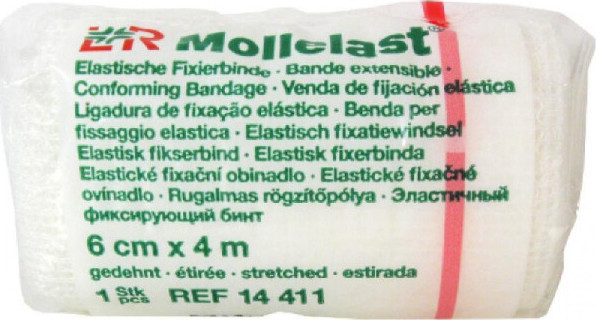 L&R Mollelast®
Elastische Fixierbinde · Bande extensible ·
Conforming Bandage · Venda de fijación elástica
Ligadura de fixação elástica · Benda per
fissaggio elastica · Elastisch fixatiewindsel
Elastisk fikserbind · Elastisk fixerbinda
Elastické fixační obinadlo · Elastické fixačné
ovínadlo · Rugalmas rögzítőpólya · Эластичный
фиксирующий бинт
6 cm x 4 m
gedehnt · étirée · stretched · estirada
1 Stk pcs REF 14 411